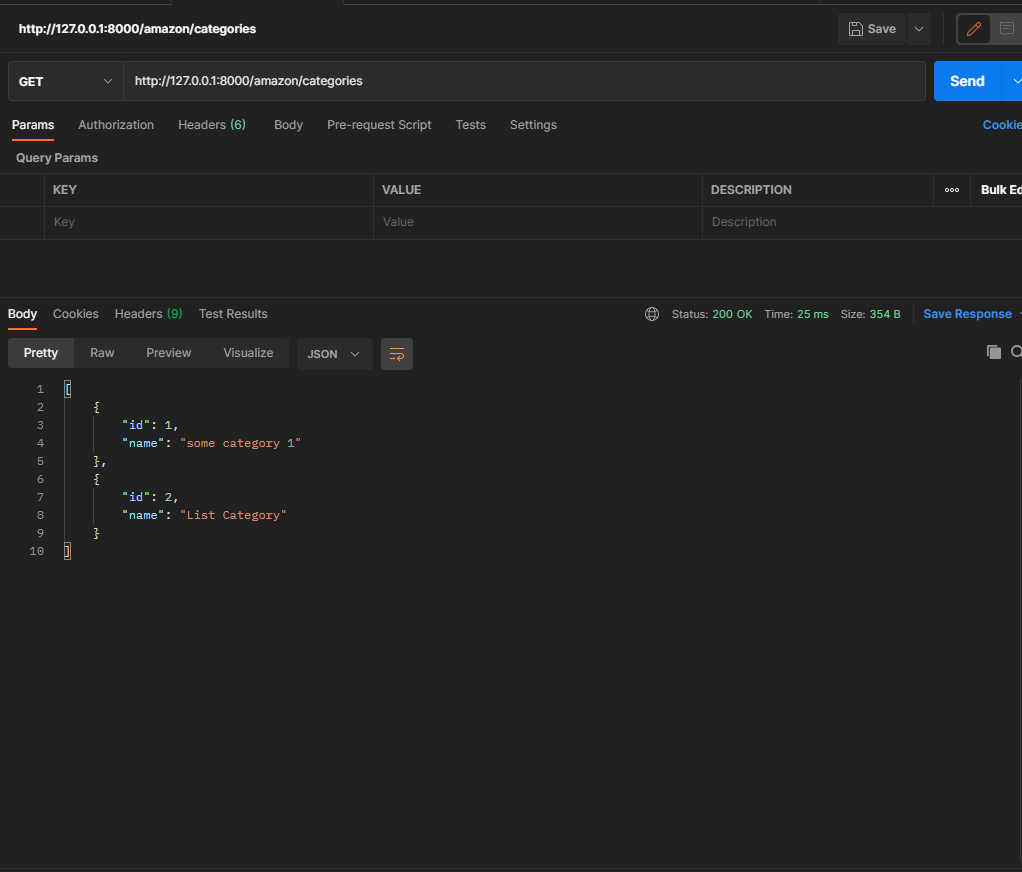 http://127.0.0.1:8000/amazon/categories
Save
GET
http://127.0.0.1:8000/amazon/categories
Send
Params Authorization Headers (6) Body Pre-request Script Tests Settings Cookie
Query Params
KEY VALUE DESCRIPTION ooo Bulk Ed
Key Value Description
Body Cookies Headers (9) Test Results Status: 200 OK Time: 25 ms Size: 354 B Save Response
Pretty Raw Preview Visualize JSON
1 [
2 {
3 "id": 1,
4 "name": "some category 1"
5 },
6 {
7 "id": 2,
8 "name": "List Category"
9 }
10 ]